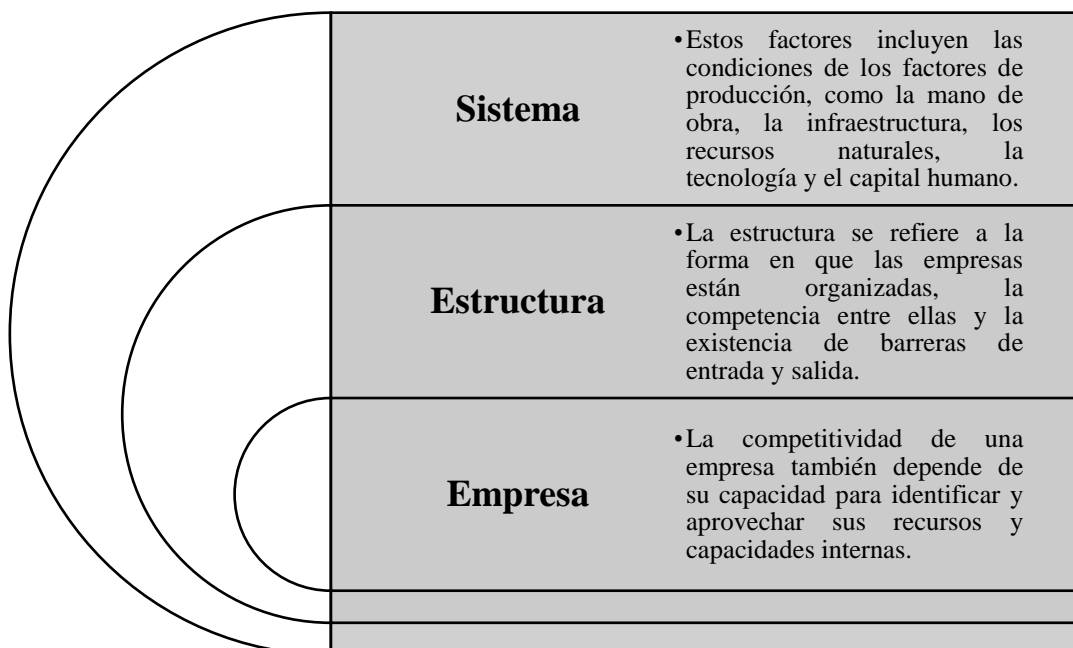 Sistema
•Estos factores incluyen las
condiciones de los factores de
producción, como la mano de
obra, la infraestructura, los
recursos naturales, la
tecnología y el capital humano.
Estructura
•La estructura se refiere a la
forma en que las empresas
están organizadas, la
competencia entre ellas y la
existencia de barreras de
entrada y salida.
Empresa
•La competitividad de una
empresa también depende de
su capacidad para identificar y
aprovechar sus recursos y
capacidades internas.